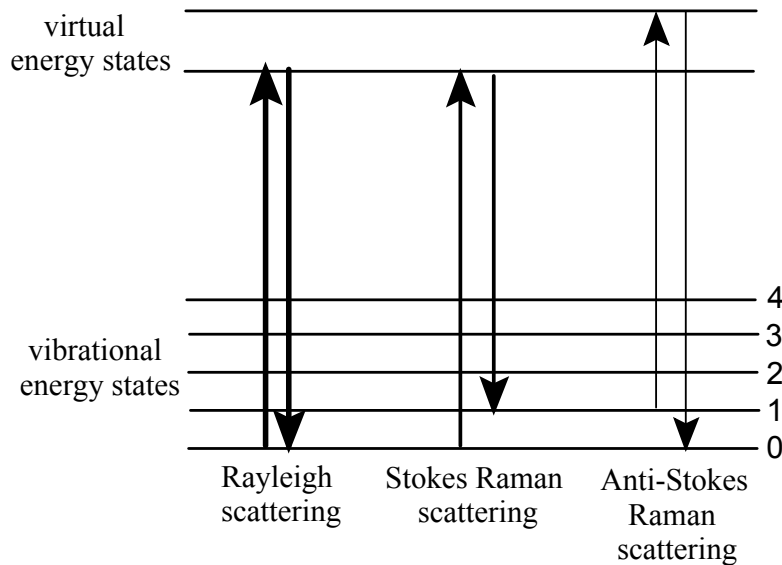 virtual
energy states
4
3
vibrational
energy states
2
1
0
Rayleigh
scattering
Stokes Raman
scattering
Anti-Stokes
Raman
scattering